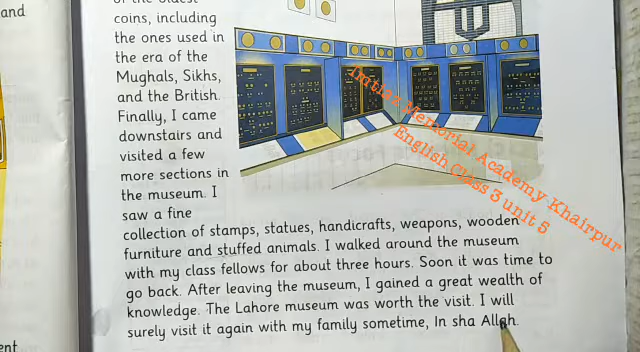 and
coins, including
the ones used in
the era of the
Mughals, Sikhs,
and the British.
Finally, I came
downstairs and
visited a few
more sections in
the museum. I
saw a fine
collection of stamps, statues, handicrafts, weapons, wooden
furniture and stuffed animals. I walked around the museum
with my class fellows for about three hours. Soon it was time to
go back. After leaving the museum, I gained a great wealth of
knowledge. The Lahore museum was worth the visit. I will
surely visit it again with my family sometime, In sha Allah.
ent
Imtiaz Memorial Academy Khairpur
English Class 3 unit 5